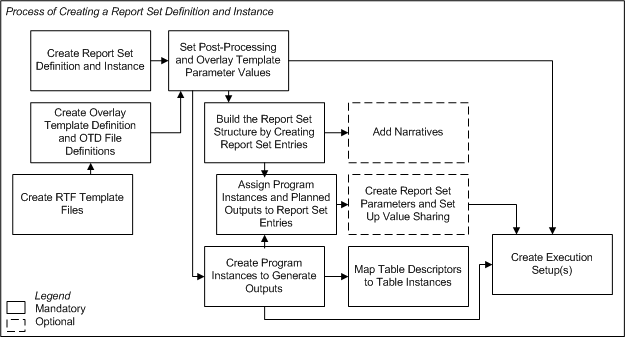 Process of Creating a Report Set Definition and Instance
Create Report Set
Definition and Instance
Set Post-Processing
and Overlay Template
Parameter Values
Create Overlay
Template Definition
and OTD File
Definitions
Build the Report Set
Structure by Creating
Report Set Entries
Add Narratives
Create RTF Template
Files
Assign Program
Instances and Planned
Outputs to Report Set
Entries
Create Report Set
Parameters and Set
Up Value Sharing
Create Program
Instances to Generate
Outputs
Map Table Descriptors
to Table Instances
Create Execution
Setup(s)
Legend
Mandatory
Optional